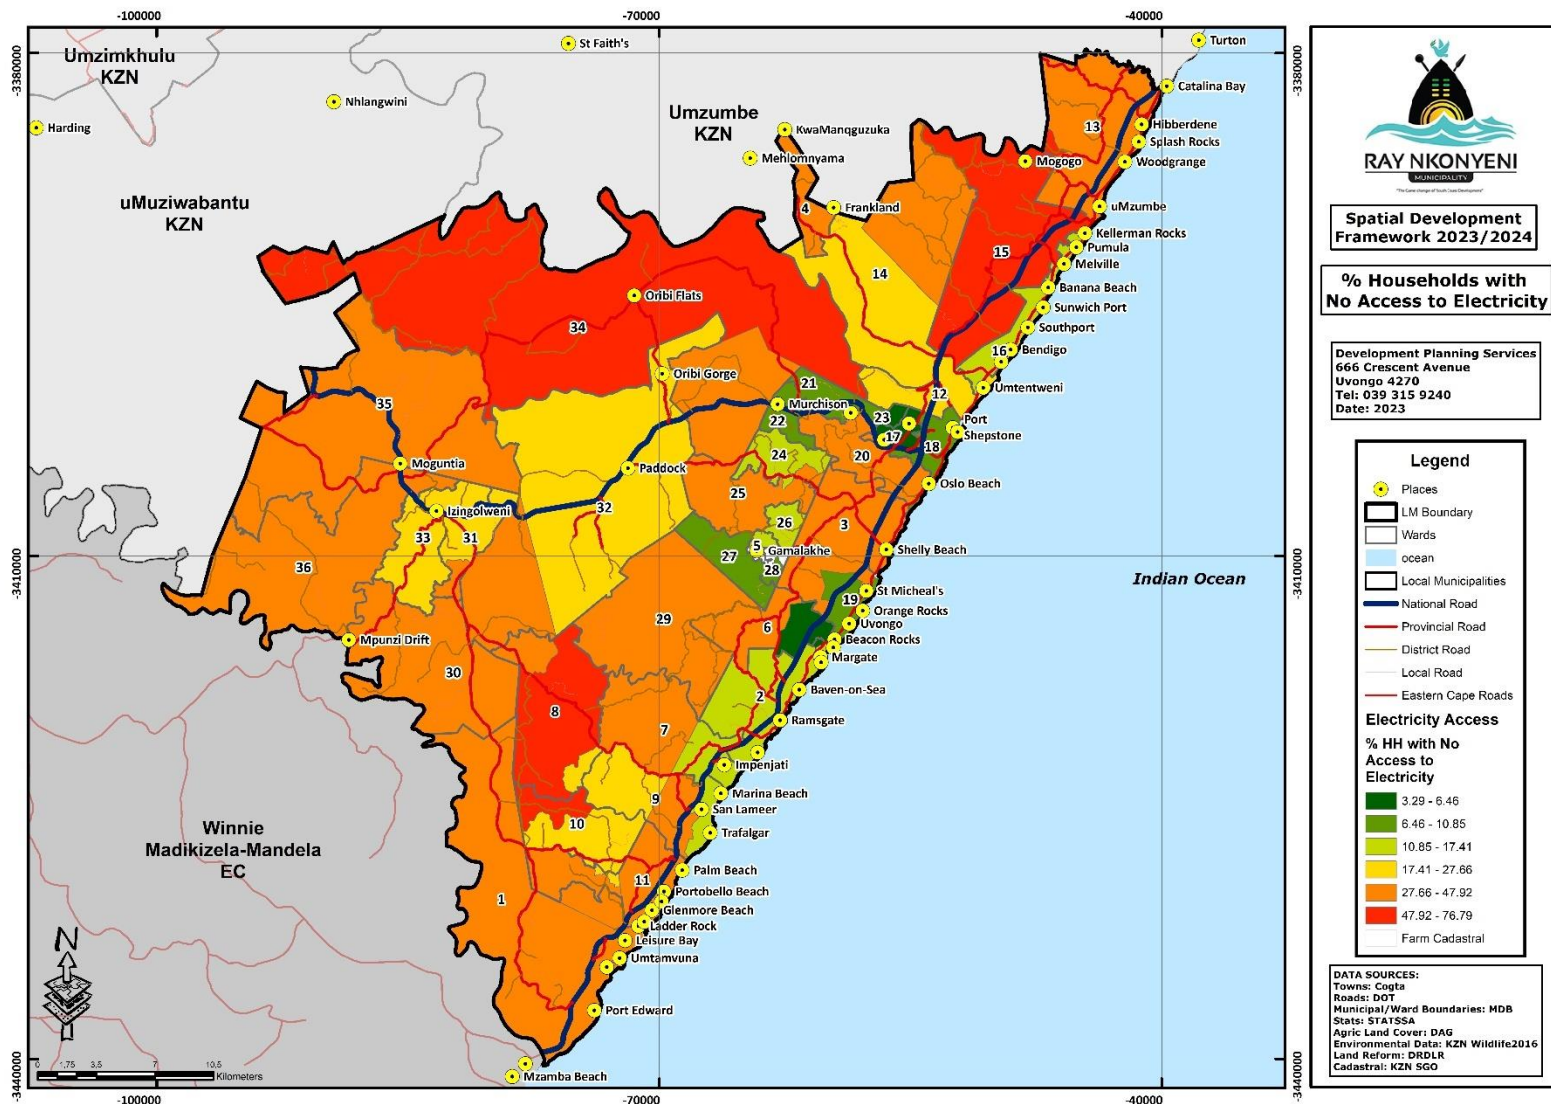 -100000
-70000
-40000
-3380000
-3380000
Umzimkhulu
KZN
St Faith's
Turton
Nhlangwini
Harding
Catalina Bay
Umzumbe
KZN
KwaManqguzuka
Mehlomnyama
13
Hibberdene
Splash Rocks
Woodgrange
Mogogo
uMuziwabantu
KZN
4
Frankland
uMzumbe
Kellerman Rocks
Pumula
Melville
15
14
Banana Beach
Sunwich Port
Southport
Oribi Flats
34
16
Bendigo
Oribi Gorge
21
Umtentweni
12
35
Murchison
22
23
17
Port
Shepstone
18
24
20
Moguntia
Paddock
Oslo Beach
25
Izingolweni
32
26
3
33
31
5
Gamalakhe
Shelly Beach
27
28
36
-3410000
-3410000
Indian Ocean
St Micheal's
19
Orange Rocks
Uvongo
29
6
Beacon Rocks
Mpunzi Drift
Margate
30
Baven-on-Sea
2
8
7
Ramsgate
Impenjati
Marina Beach
9
San Lameer
10
Trafalgar
Winnie
Madikizela-Mandela
EC
Palm Beach
11
Portobello Beach
1
Glenmore Beach
Ladder Rock
Leisure Bay
Umtamvuna
N
Port Edward
0 1,75 3,5 7 10,5
Kilometers
Mzamba Beach
-3440000
-3440000
-100000
-70000
-40000
RAY NKONYENI
MUNICIPALITY
Spatial Development
Framework 2023/2024
% Households with
No Access to Electricity
Development Planning Services
666 Crescent Avenue
Uvongo 4270
Tel: 039 315 9240
Date: 2023
Legend
Places
LM Boundary
Wards
ocean
Local Municipalities
National Road
Provincial Road
District Road
Local Road
Eastern Cape Roads
Electricity Access
% HH with No
Access to
Electricity
3.29 - 6.46
6.46 - 10.85
10.85 - 17.41
17.41 - 27.66
27.66 - 47.92
47.92 - 76.79
Farm Cadastral
DATA SOURCES:
Towns: Cogta
Roads: DOT
Municipal/Ward Boundaries: MDB
Stats: STATSSA
Agric Land Cover: DAG
Environmental Data: KZN Wildlife2016
Land Reform: DRDLR
Cadastral: KZN SGO